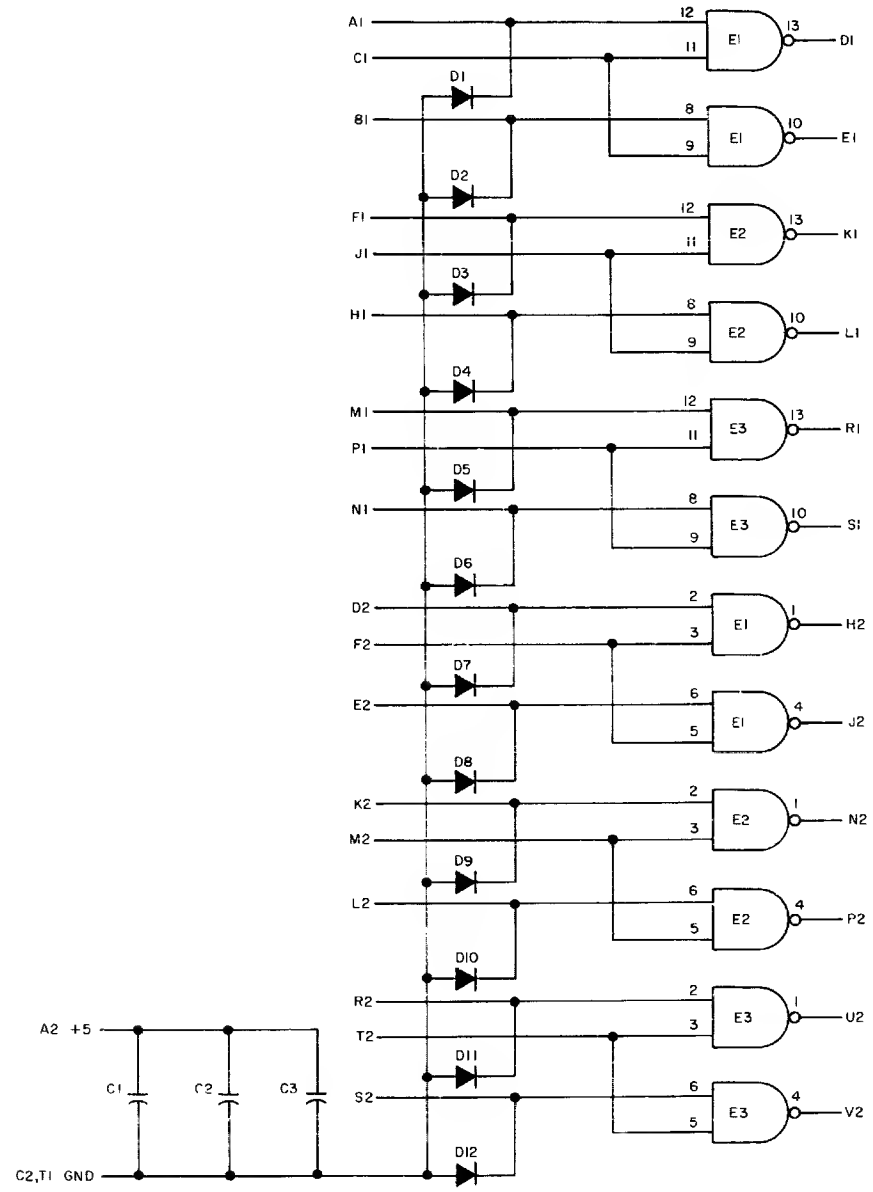 A1 12 E1 13 D1
C1 11
D1
B1 8 E1 10 E1
9
D2
F1 12 E2 13 K1
J1 11
D3
H1 8 E2 10 L1
9
D4
M1 12 E3 13 R1
P1 11
D5
N1 8 E3 10 S1
9
D6
D2 2 E1 1 H2
F2 3
D7
E2 6 E1 4 J2
5
D8
K2 2 E2 1 N2
M2 3
D9
L2 6 E2 4 P2
5
D10
R2 2 E3 1 U2
A2 +5 T2 3
D11
C1 C2 C3 S2 6 E3 4 V2
5
D12
C2,T1 GND